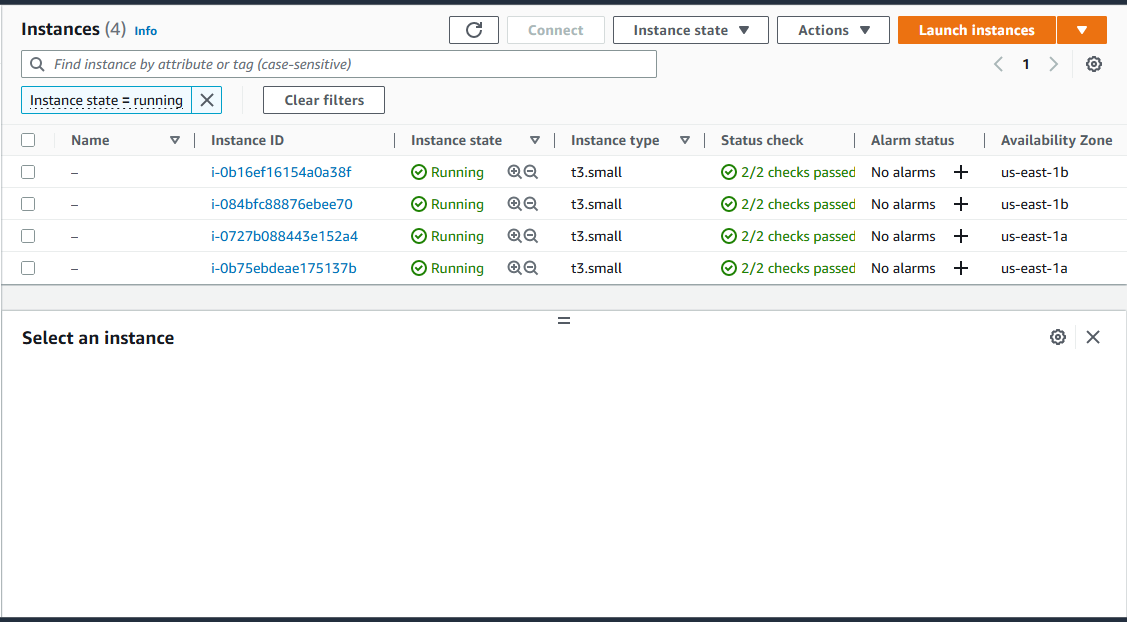 Instances (4) Info Connect Instance state Actions Launch instances
Find instance by attribute or tag (case-sensitive) 1
Instance state = running Clear filters
Name Instance ID Instance state Instance type Status check Alarm status Availability Zone
– i-0b16ef16154a0a38f Running t3.small 2/2 checks passed No alarms + us-east-1b
– i-084bfc88876ebee70 Running t3.small 2/2 checks passed No alarms + us-east-1b
– i-0727b088443e152a4 Running t3.small 2/2 checks passed No alarms + us-east-1a
– i-0b75ebdeae175137b Running t3.small 2/2 checks passed No alarms + us-east-1a
Select an instance